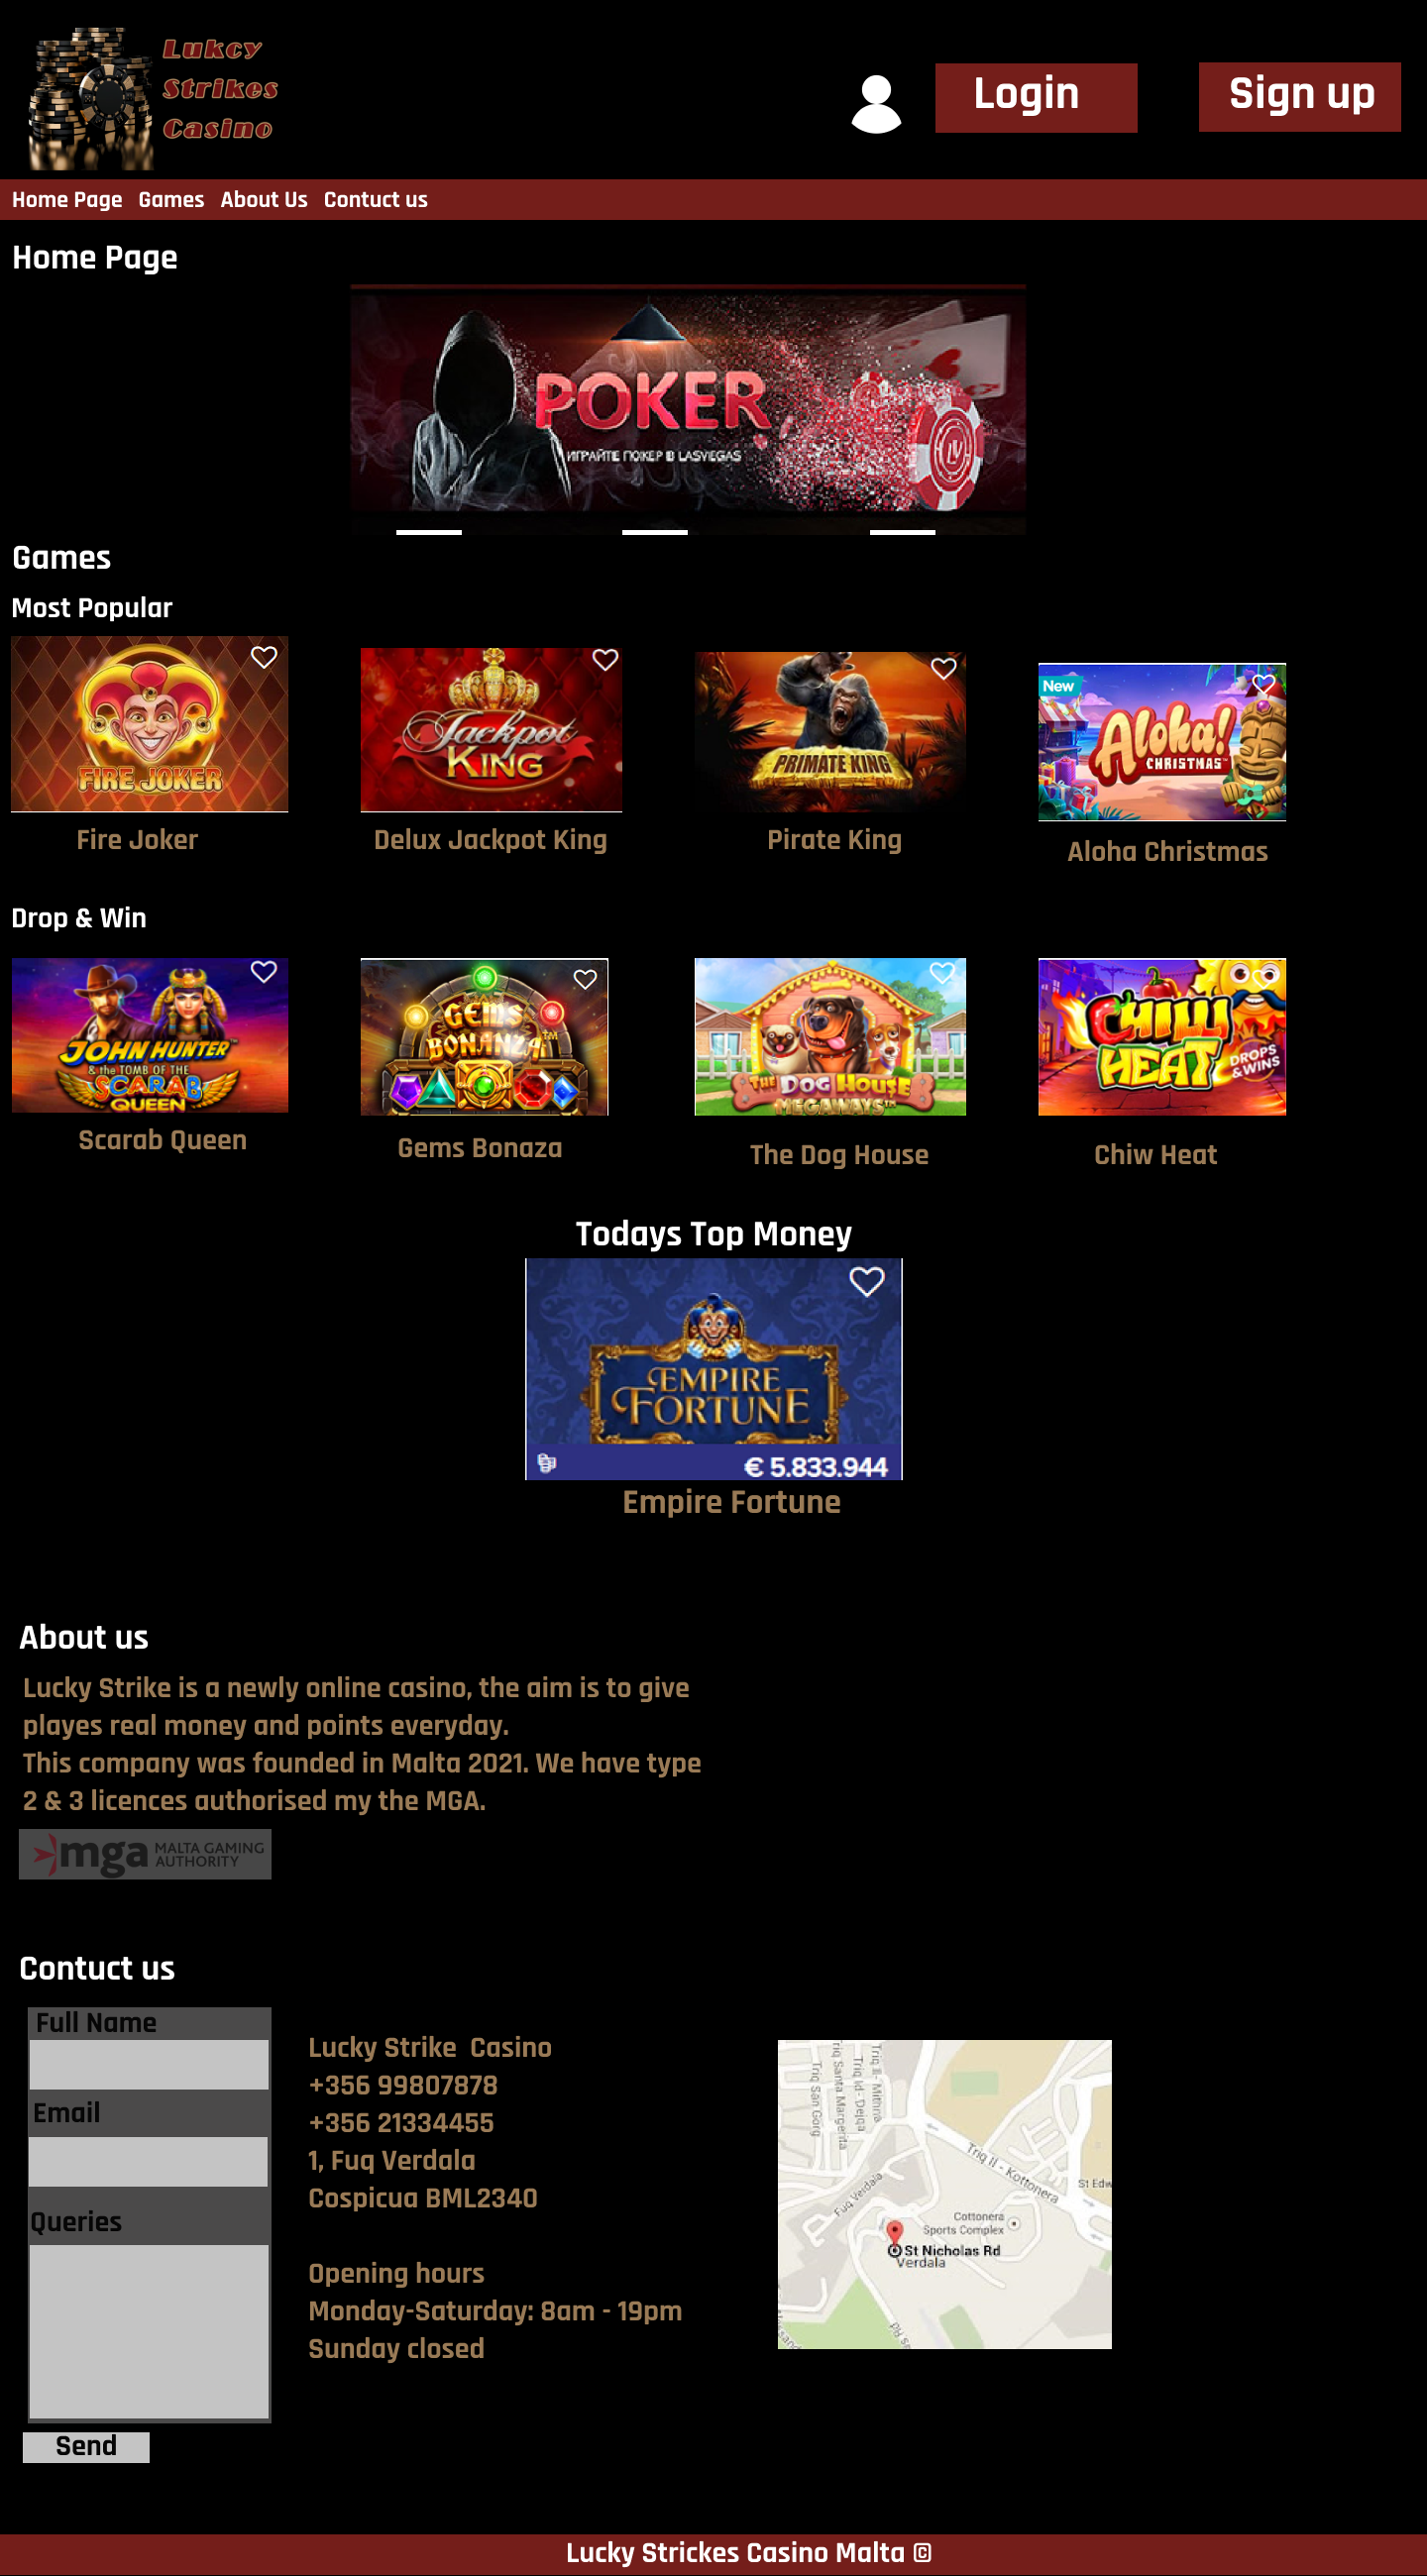 Lukcy
Strikes
Casino
Login
Sign up
Home Page Games About Us Contuct us
Home Page
POKER
ИГРАЙТЕ ПОКЕР В LASVEGAS
LV
Games
Most Popular
FIRE JOKER
Jackpot
KING
PRIMATE KING
New
Aloha!
CHRISTMAS™
Fire Joker
Delux Jackpot King
Pirate King
Aloha Christmas
Drop & Win
JOHN HUNTER™
& the TOMB OF THE
SCARAB
QUEEN
GEMS
BONANZA™
THE DOG HOUSE
MEGAWAYS™
CHILLI
HEAT
DROPS
& WINS
Scarab Queen
Gems Bonaza
The Dog House
Chiw Heat
Todays Top Money
EMPIRE
FORTUNE
€ 5.833.944
Empire Fortune
About us
Lucky Strike is a newly online casino, the aim is to give
playes real money and points everyday.
This company was founded in Malta 2021. We have type
2 & 3 licences authorised my the MGA.
mga MALTA GAMING
AUTHORITY
Contuct us
Full Name
Email
Queries
Send
Lucky Strike Casino
+356 99807878
+356 21334455
1, Fuq Verdala
Cospicua BML2340
Opening hours
Monday-Saturday: 8am - 19pm
Sunday closed
Triq San Gorg
Triq Santa Margerita
Triq Id - Dejqa
Triq Il - Mithna
Triq Il - Kottonera
St Edw
Fuq Verdala
Cottonera
Sports Complex
St Nicholas Rd
Verdala
Lucky Strickes Casino Malta ©